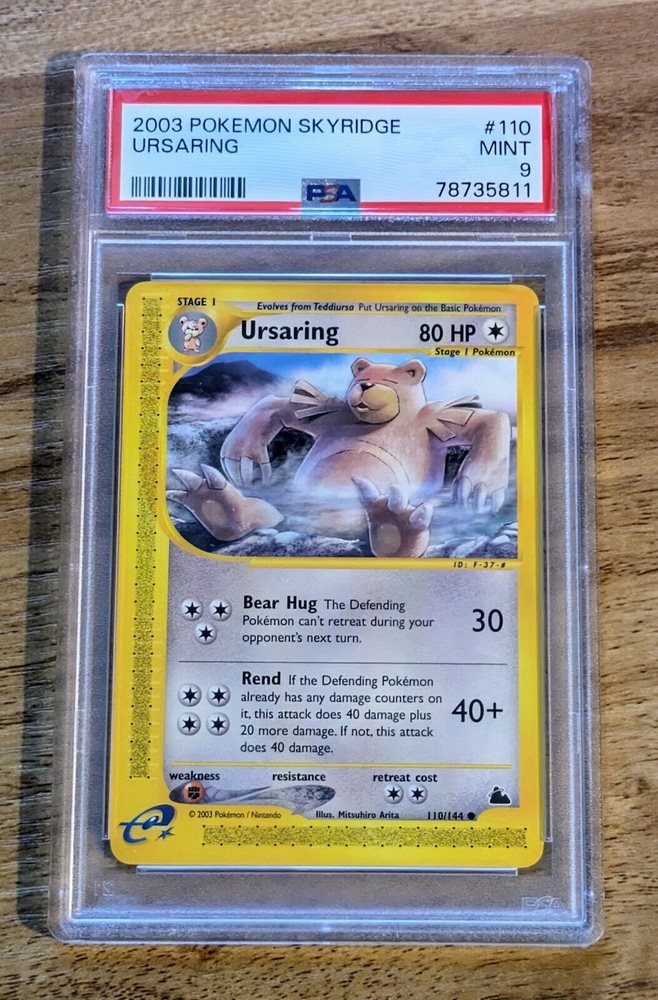 2003 POKEMON SKYRIDGE #110
URSARING MINT
9
PSA 78735811
STAGE 1 Evolves from Teddiursa Put Ursaring on the Basic Pokémon
Ursaring 80 HP
Stage 1 Pokémon
ID: F-37-#
Bear Hug The Defending
Pokémon can't retreat during your
opponent's next turn.
30
Rend If the Defending Pokémon
already has any damage counters on
it, this attack does 40 damage plus
20 more damage. If not, this attack
does 40 damage.
40+
weakness resistance retreat cost
© 2003 Pokémon / Nintendo Illus. Mitsuhiro Arita 110/144
e
PSA